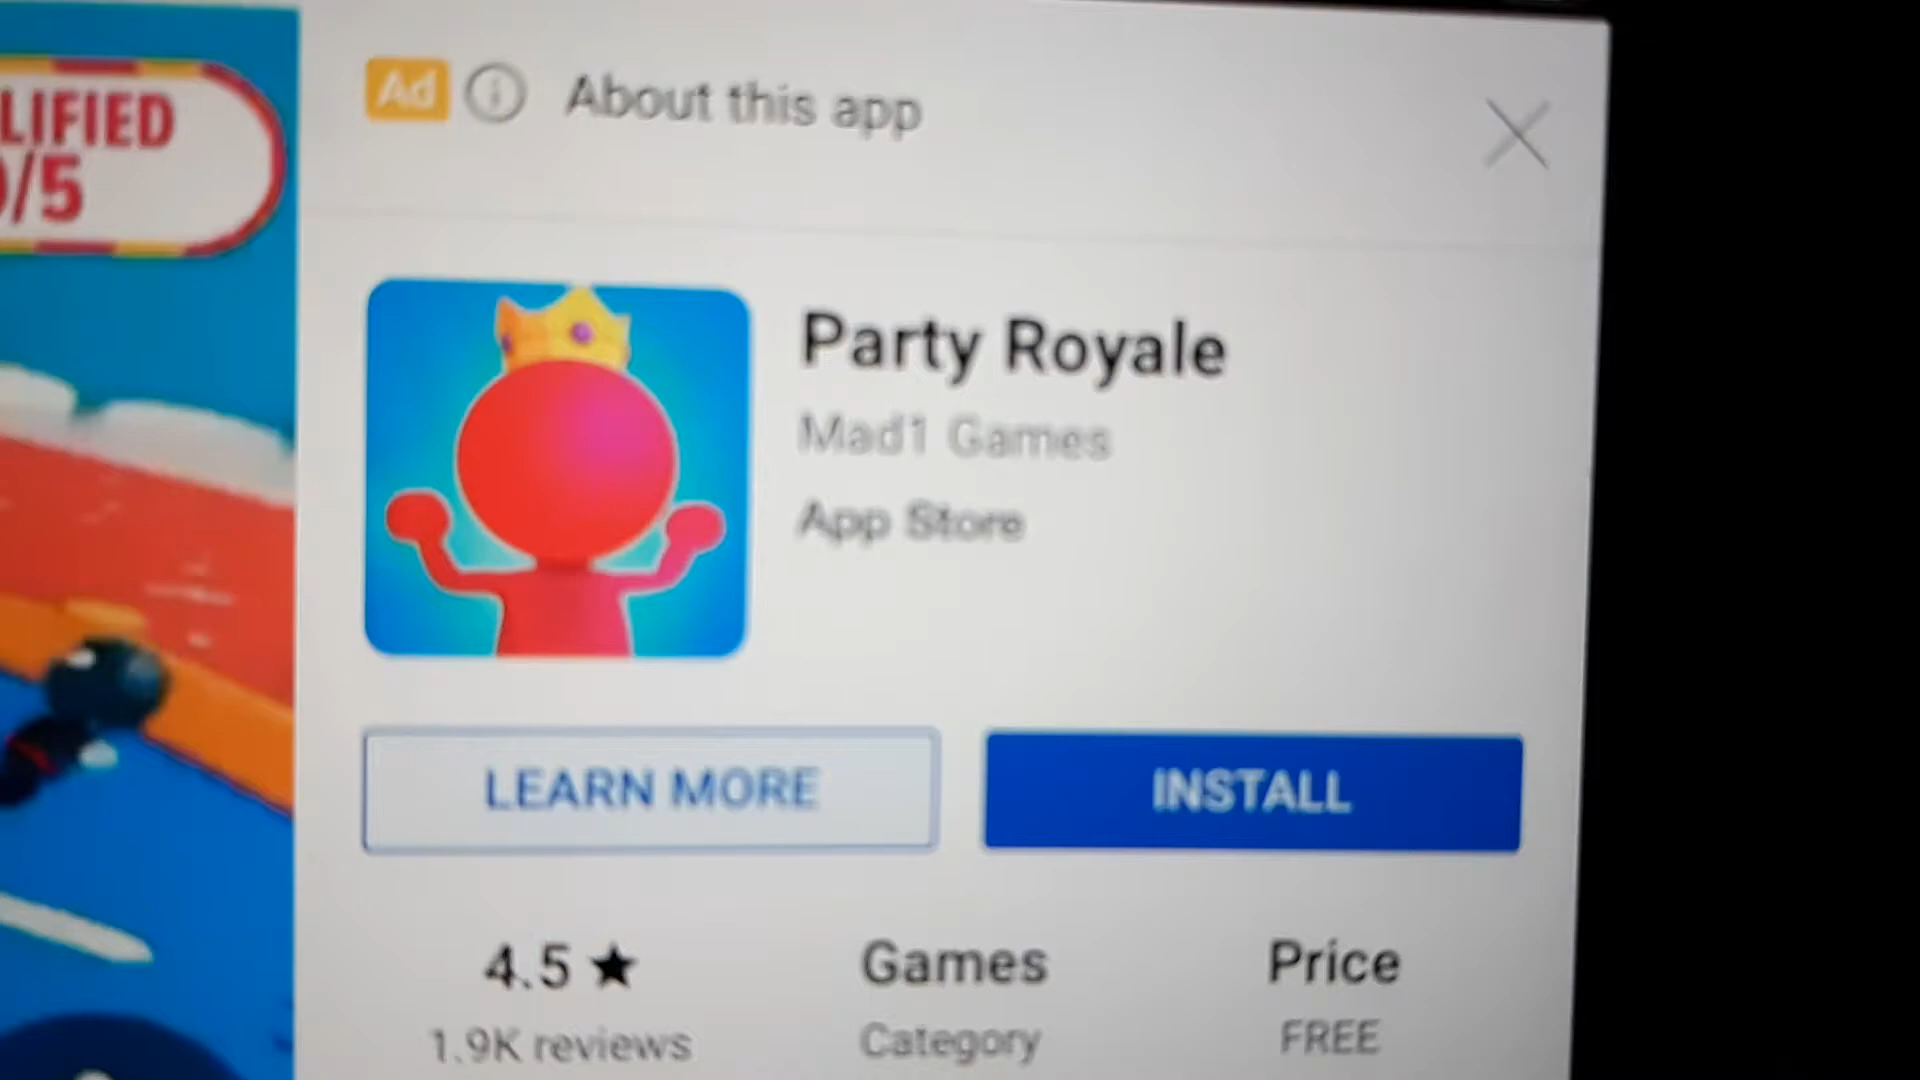 LIFIED
/5
Ad
About this app
Party Royale
Mad1 Games
App Store
LEARN MORE
INSTALL
4.5 ★
1.9K reviews
Games
Category
Price
FREE